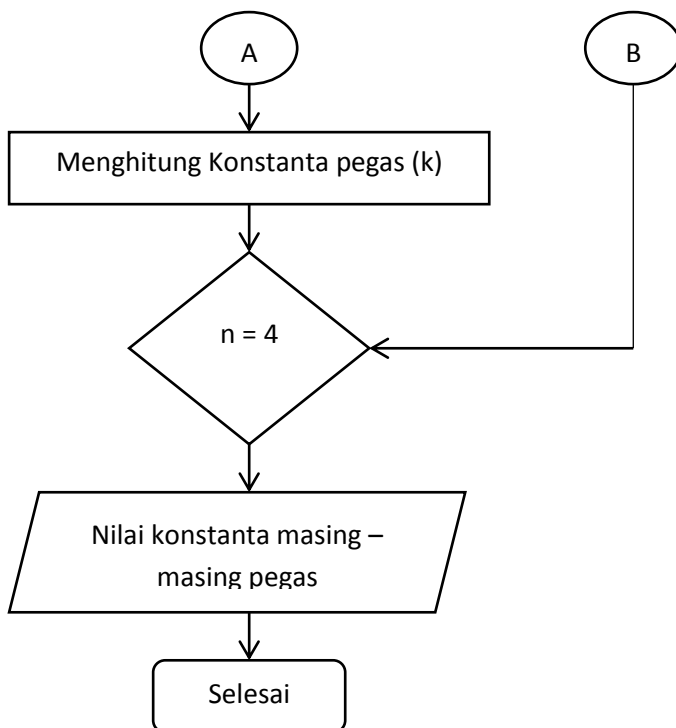 A
B
Menghitung Konstanta pegas (k)
n = 4
Nilai konstanta masing –
masing pegas
Selesai